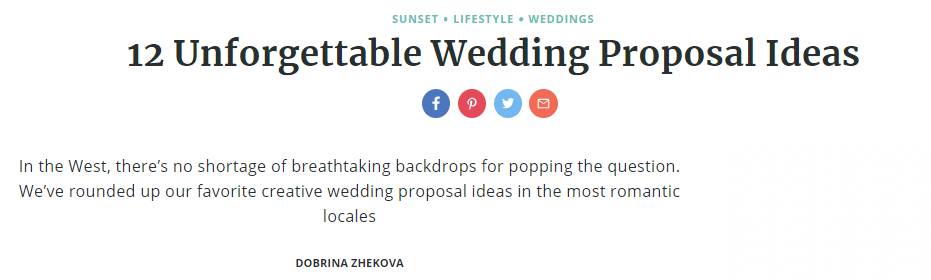 SUNSET • LIFESTYLE • WEDDINGS
12 Unforgettable Wedding Proposal Ideas
In the West, there’s no shortage of breathtaking backdrops for popping the question.
We’ve rounded up our favorite creative wedding proposal ideas in the most romantic
locales
DOBRINA ZHEKOVA